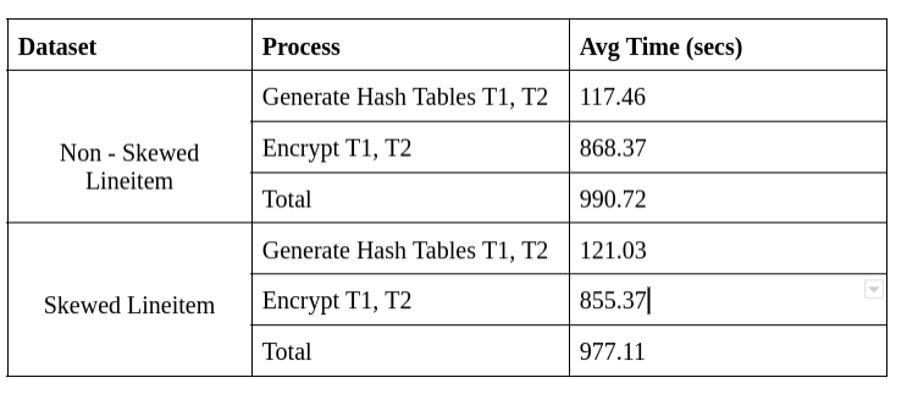 Dataset Process Avg Time (secs)
Generate Hash Tables T1, T2 117.46
Non - Skewed
Lineitem
Encrypt T1, T2 868.37
Total 990.72
Generate Hash Tables T1, T2 121.03
Skewed Lineitem
Encrypt T1, T2 855.37
Total 977.11